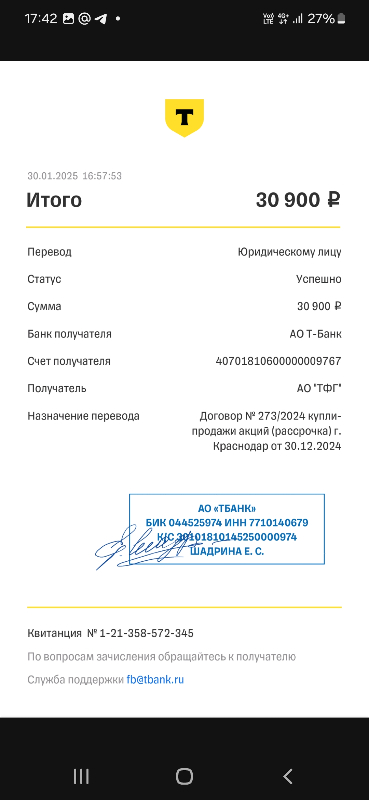 17:42
Vo)) LTE 4G+ 27%
T
30.01.2025 16:57:53
Итого 30 900 ₽
Перевод Юридическому лицу
Статус Успешно
Сумма 30 900 ₽
Банк получателя АО Т-Банк
Счет получателя 40701810600000009767
Получатель АО "ТФГ"
Назначение перевода Договор № 273/2024 купли-
продажи акций (рассрочка) г.
Краснодар от 30.12.2024
АО «ТБАНК»
БИК 044525974 ИНН 7710140679
К/С 30101810145250000974
ШАДРИНА Е. С.
Квитанция № 1-21-358-572-345
По вопросам зачисления обращайтесь к получателю
Служба поддержки fb@tbank.ru